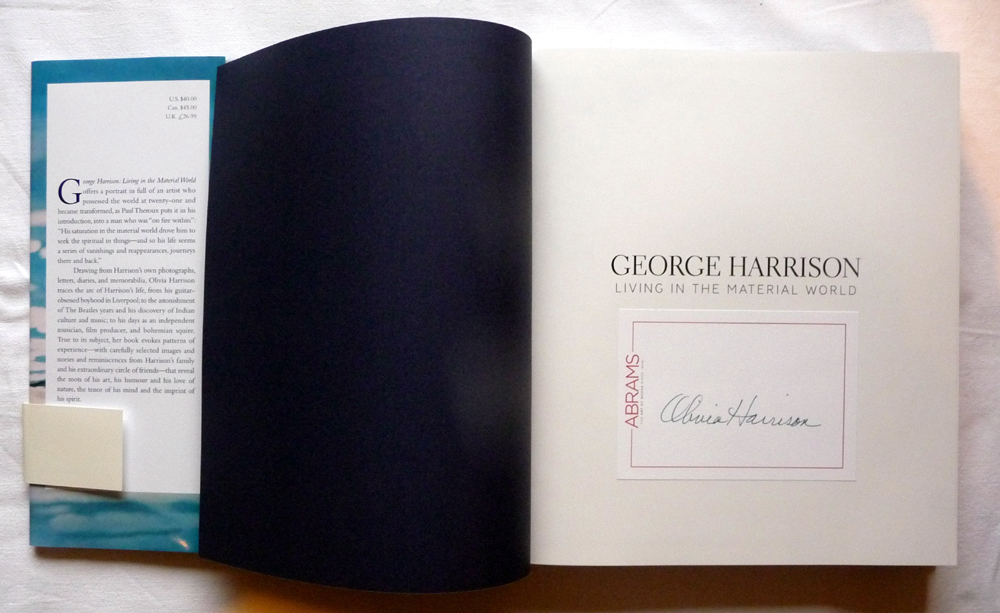 U.S. $40.00
Can. $45.00
U.K. £26.99
George Harrison: Living in the Material World
offers a portrait in full of an artist who
possessed the world at twenty-one and
became transformed, as Paul Theroux puts it in his
introduction, into a man who was "on fire within":
"His saturation in the material world drove him to
seek the spiritual in things—and so his life seems
a series of vanishings and reappearances, journeys
there and back."
Drawing from Harrison's own photographs,
letters, diaries, and memorabilia, Olivia Harrison
traces the arc of Harrison's life, from his guitar-
obsessed boyhood in Liverpool; to the astonishment
of The Beatles years and his discovery of Indian
culture and music; to his days as an independent
musician, film producer, and bohemian squire.
True to its subject, her book evokes patterns of
experience—with carefully selected images and
stories and reminiscences from Harrison's family
and his extraordinary circle of friends—that reveal
the roots of his art, his humour and his love of
nature, the tenor of his mind and the imprint of
his spirit.
GEORGE HARRISON
LIVING IN THE MATERIAL WORLD
ABRAMS
Olivia Harrison